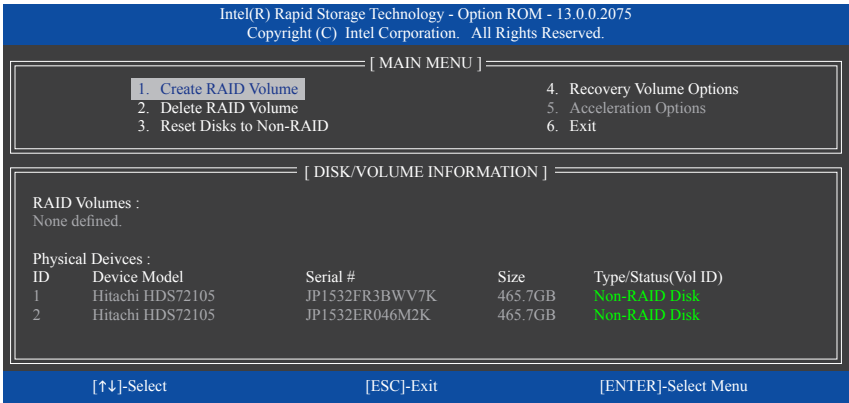 Intel(R) Rapid Storage Technology - Option ROM - 13.0.0.2075
Copyright (C) Intel Corporation. All Rights Reserved.
[ MAIN MENU ]
1. Create RAID Volume
2. Delete RAID Volume
3. Reset Disks to Non-RAID
4. Recovery Volume Options
5. Acceleration Options
6. Exit
[ DISK/VOLUME INFORMATION ]
RAID Volumes :
None defined.
Physical Deivces :
ID Device Model Serial # Size Type/Status(Vol ID)
1 Hitachi HDS72105 JP1532FR3BWV7K 465.7GB Non-RAID Disk
2 Hitachi HDS72105 JP1532ER046M2K 465.7GB Non-RAID Disk
[↑↓]-Select [ESC]-Exit [ENTER]-Select Menu